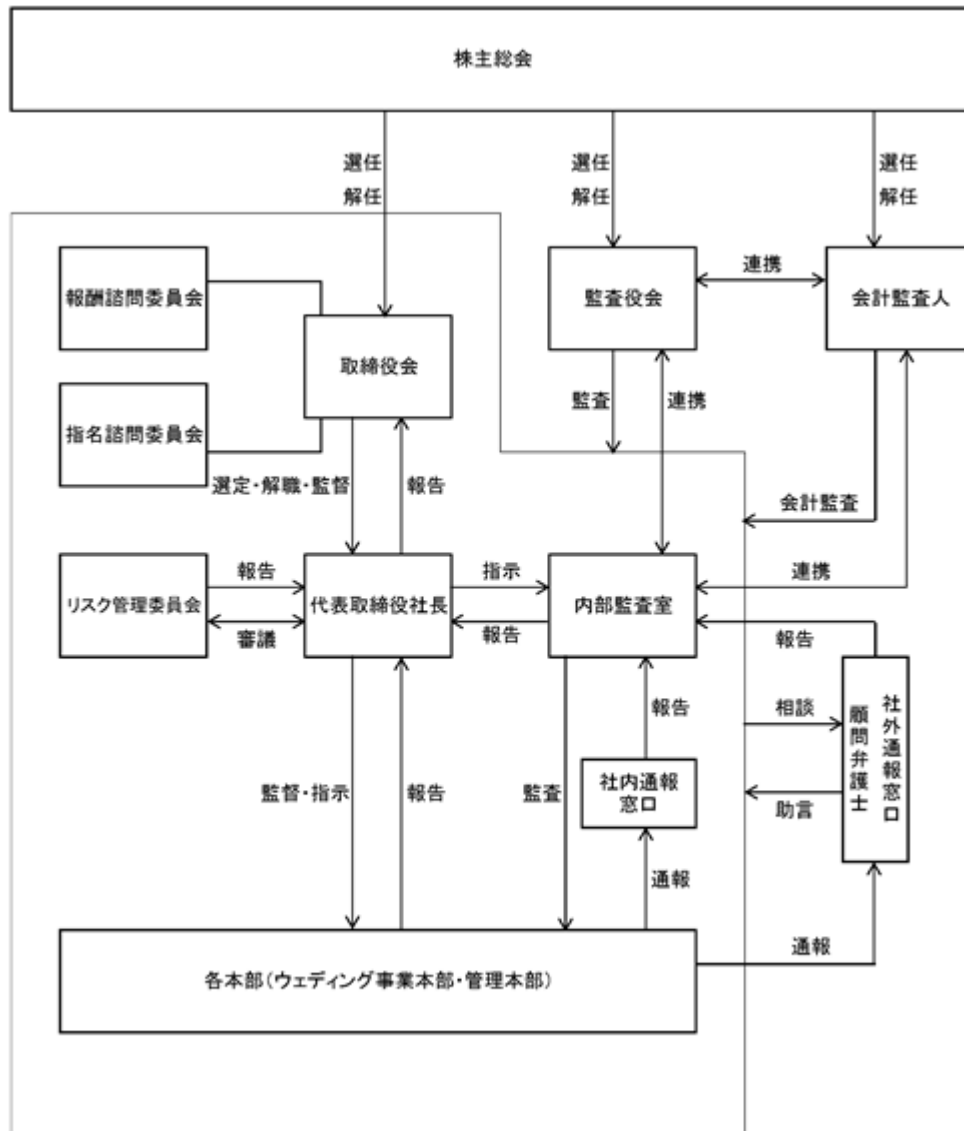 株主総会
選任
解任
選任
解任
選任
解任
報酬諮問委員会
監査役会
連携
会計監査人
取締役会
指名諮問委員会
監査
連携
選定・解職・監督
報告
会計監査
リスク管理委員会
報告
審議
代表取締役社長
指示
報告
内部監査室
連携
報告
報告
相談
社外通報窓口
顧問弁護士
監督・指示
報告
監査
社内通報
窓口
助言
通報
通報
各本部(ウェディング事業本部・管理本部)